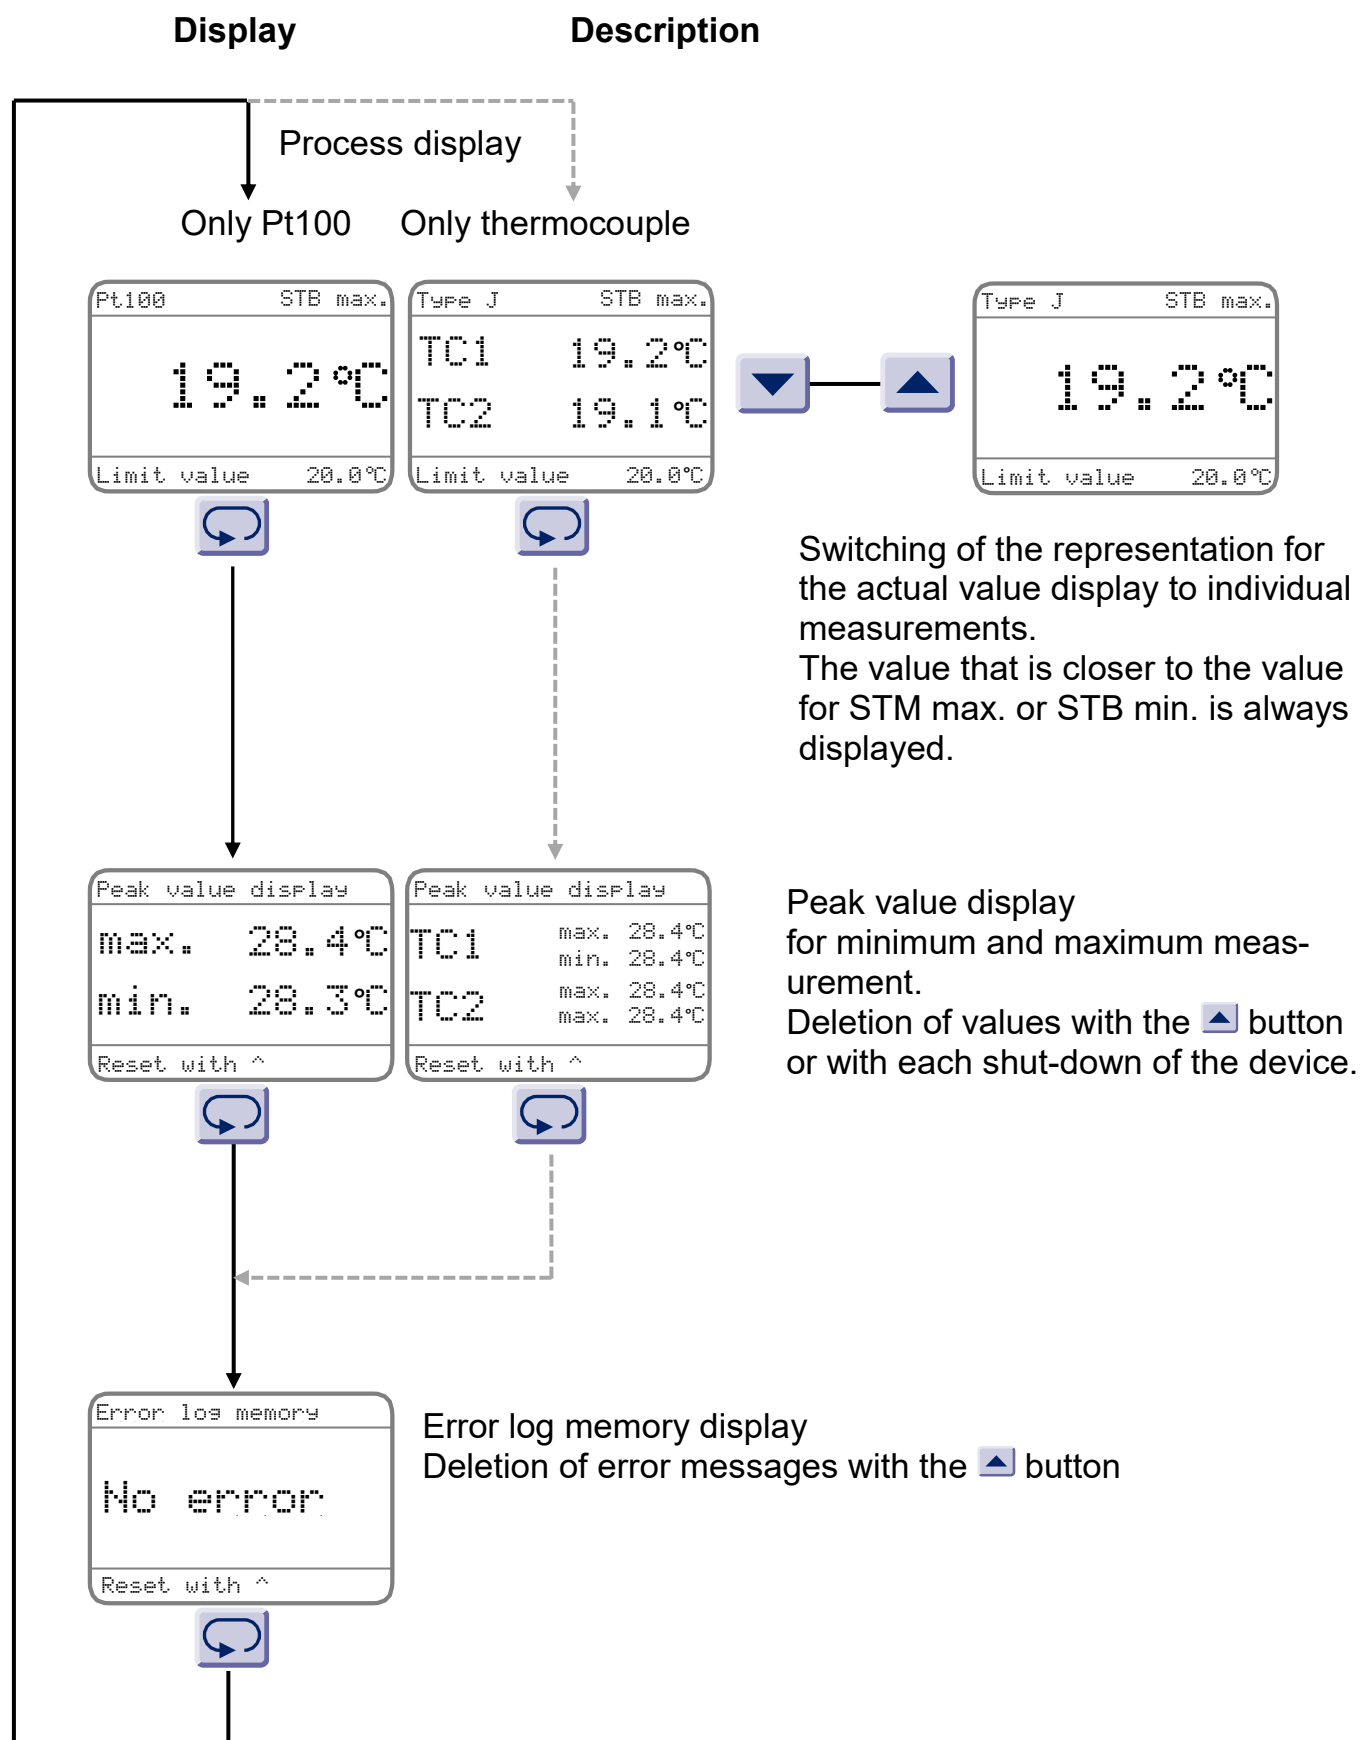 Display Description
Process display
Only Pt100 Only thermocouple
Pt100 STB max.
19.2°C
Limit value 20.0°C
Type J STB max.
TC1 19.2°C
TC2 19.1°C
Limit value 20.0°C
Type J STB max.
19.2°C
Limit value 20.0°C
Switching of the representation for
the actual value display to individual
measurements.
The value that is closer to the value
for STM max. or STB min. is always
displayed.
Peak value display
max. 28.4°C
min. 28.3°C
Reset with ^
Peak value display
TC1 max. 28.4°C
min. 28.4°C
TC2 max. 28.4°C
max. 28.4°C
Reset with ^
Peak value display
for minimum and maximum meas-
urement.
Deletion of values with the button
or with each shut-down of the device.
Error log memory
No error
Reset with ^
Error log memory display
Deletion of error messages with the button